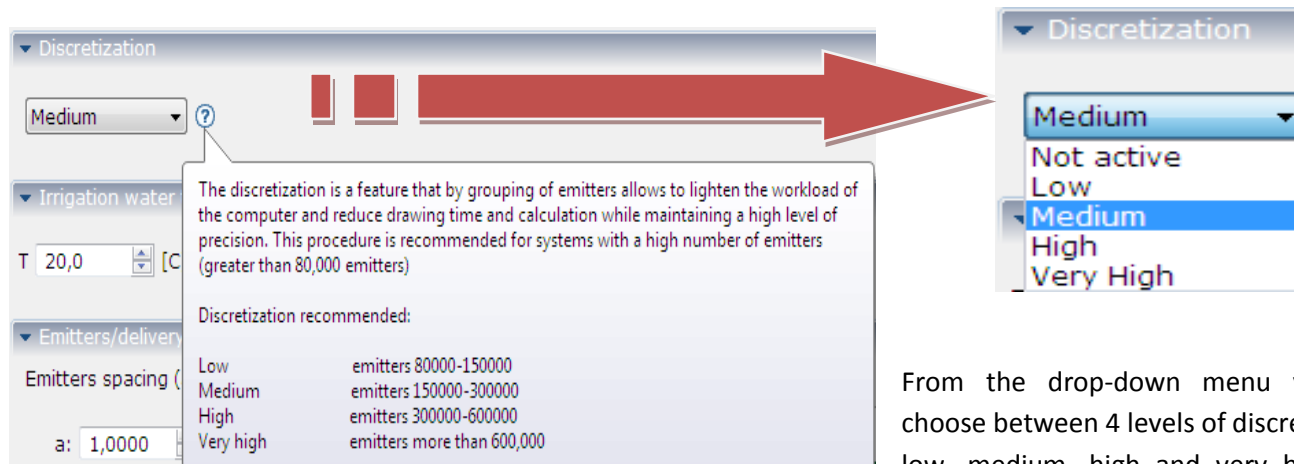 Discretization
Medium
Irrigation water
T 20,0 [C
Emitters/delivery
Emitters spacing (
a: 1,0000
?
The discretization is a feature that by grouping of emitters allows to lighten the workload of
the computer and reduce drawing time and calculation while maintaining a high level of
precision. This procedure is recommended for systems with a high number of emitters
(greater than 80,000 emitters)
Discretization recommended:
Low emitters 80000-150000
Medium emitters 150000-300000
High emitters 300000-600000
Very high emitters more than 600,000
Discretization
Medium
Not active
Low
Medium
High
Very High
From the drop-down menu
choose between 4 levels of discre
low, medium, high and very h